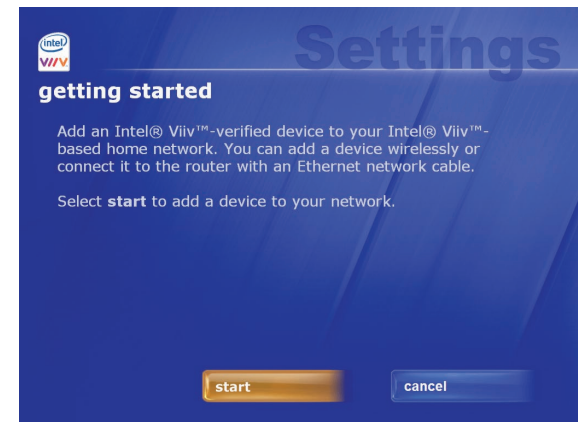 intel
VIIV
Settings
getting started
Add an Intel® Viiv™-verified device to your Intel® Viiv™-
based home network. You can add a device wirelessly or
connect it to the router with an Ethernet network cable.
Select start to add a device to your network.
start
cancel